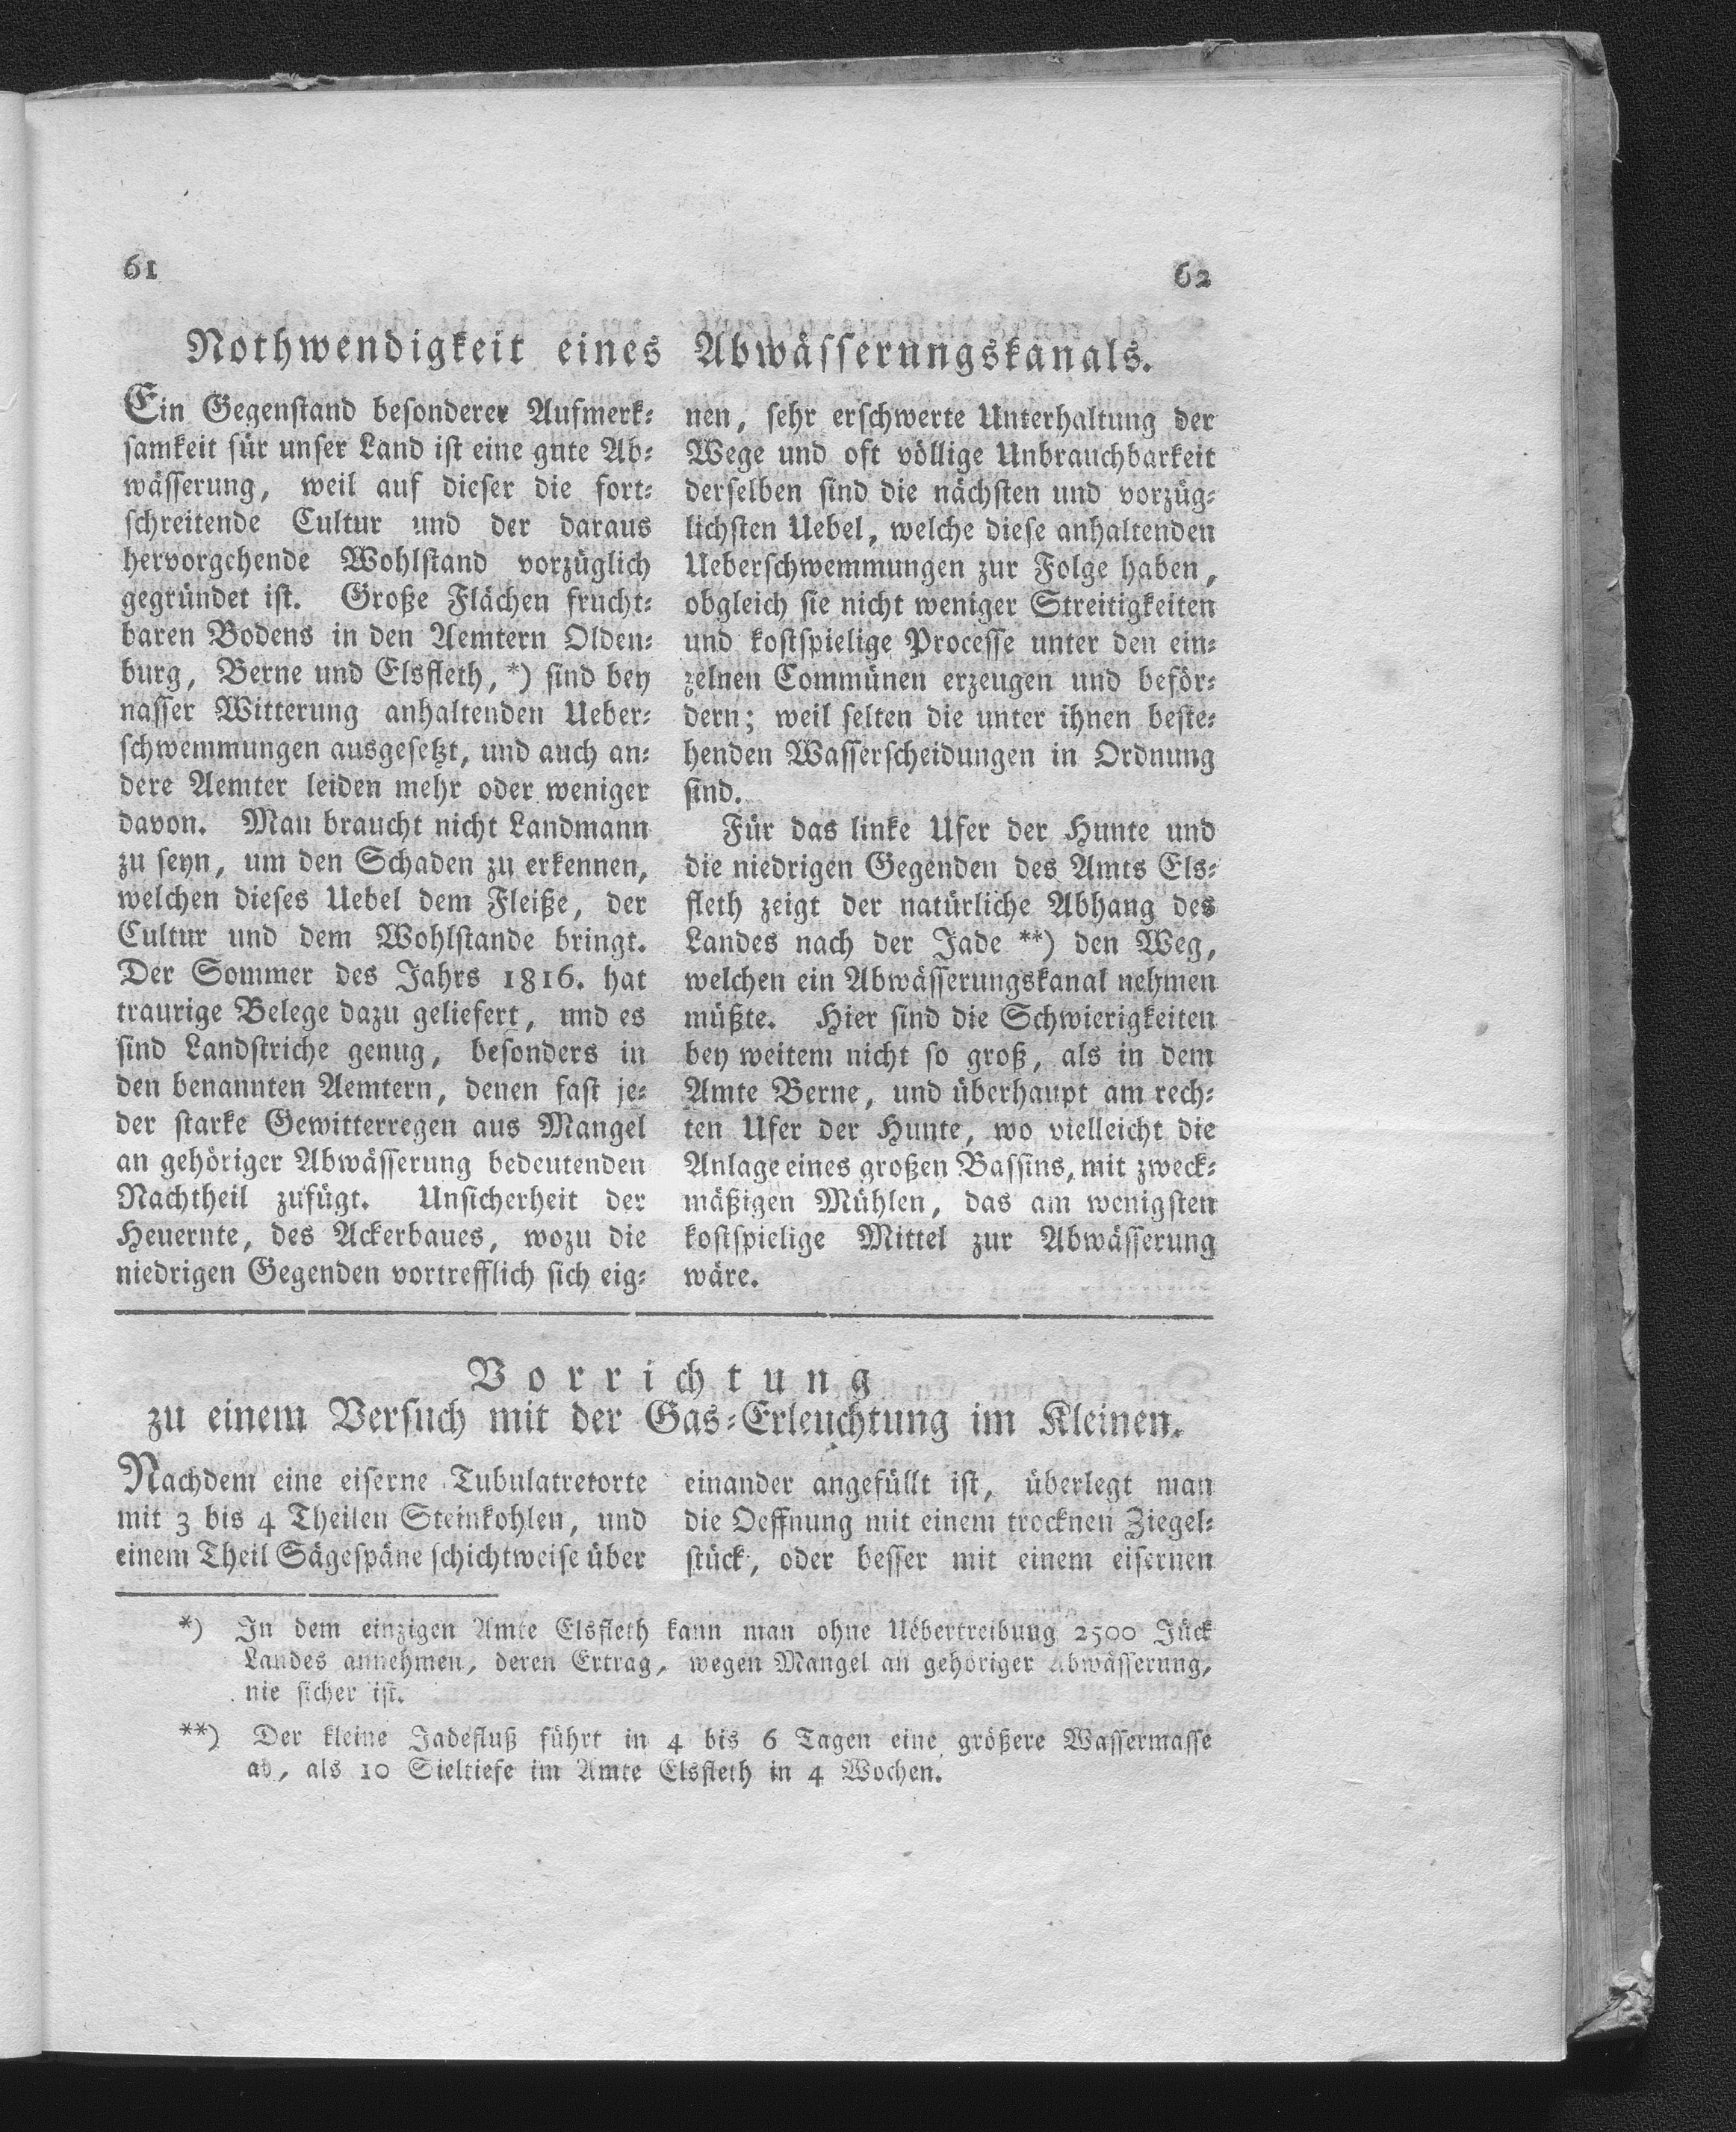 61
62
Nothwendigkeit eines Abwässerungskanals.
Ein Gegenstand besonderer Aufmerk⸗
samkeit für unser Land ist eine gute Ab⸗
wässerung, weil auf dieser die fort⸗
schreitende Cultur und der daraus
hervorgehende Wohlstand vorzüglich
gegründet ist. Große Flächen frucht⸗
baren Bodens in den Aemtern Olden⸗
burg, Berne und Elsfleth, *) sind bey
nasser Witterung anhaltenden Ueber⸗
schwemmungen ausgesetzt, und auch an⸗
dere Aemter leiden mehr oder weniger
davon. Man braucht nicht Landmann
zu seyn, um den Schaden zu erkennen,
welchen dieses Uebel dem Fleiße, der
Cultur und dem Wohlstande bringt.
Der Sommer des Jahrs 1816. hat
traurige Belege dazu geliefert, und es
sind Landstriche genug, besonders in
den benannten Aemtern, denen fast je⸗
der starke Gewitterregen aus Mangel
an gehöriger Abwässerung bedeutenden
Nachtheil zufügt. Unsicherheit der
Heuernte, des Ackerbaues, wozu die
niedrigen Gegenden vortrefflich sich eig⸗
nen, sehr erschwerte Unterhaltung der
Wege und oft völlige Unbrauchbarkeit
derselben sind die nächsten und vorzüg⸗
lichsten Uebel, welche diese anhaltenden
Ueberschwemmungen zur Folge haben,
obgleich sie nicht weniger Streitigkeiten
und kostspielige Processe unter den ein⸗
zelnen Commünen erzeugen und beför⸗
dern; weil selten die unter ihnen beste⸗
henden Wasserscheidungen in Ordnung
sind.
Für das linke Ufer der Hunte und
die niedrigen Gegenden des Amts Els⸗
fleth zeigt der natürliche Abhang des
Landes nach der Jade **) den Weg,
welchen ein Abwässerungskanal nehmen
müßte. Hier sind die Schwierigkeiten
bey weitem nicht so groß, als in dem
Amte Berne, und überhaupt am rech⸗
ten Ufer der Hunte, wo vielleicht die
Anlage eines großen Bassins, mit zweck⸗
mäßigen Mühlen, das am wenigsten
kostspielige Mittel zur Abwässerung
wäre.
Vorrichtung
zu einem Versuch mit der Gas⸗Erleuchtung im Kleinen.
Nachdem eine eiserne Tubulatretorte
mit 3 bis 4 Theilen Steinkohlen, und
einem Theil Sägespäne schichtweise über
einander angefüllt ist, überlegt man
die Oeffnung mit einem trocknen Ziegel⸗
stück, oder besser mit einem eisernen
*) In dem einzigen Amte Elsfleth kann man ohne Uebertreibung 2500 Jück
Landes annehmen, deren Ertrag, wegen Mangel an gehöriger Abwässerung,
nie sicher ist.
**) Der kleine Jadefluß führt in 4 bis 6 Tagen eine größere Wassermasse
ab, als 10 Sieltiefe im Amte Elsfleth in 4 Wochen.